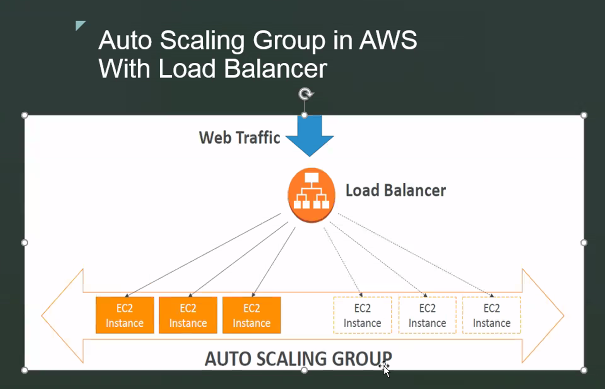 Auto Scaling Group in AWS
With Load Balancer
Web Traffic
Load Balancer
EC2
Instance
EC2
Instance
EC2
Instance
EC2
Instance
EC2
Instance
EC2
Instance
AUTO SCALING GROUP